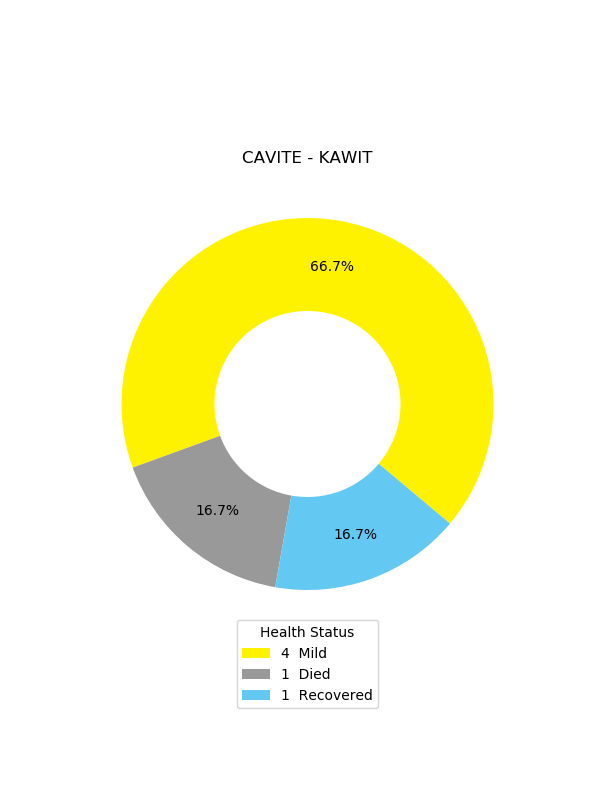 CAVITE - KAWIT
66.7%
16.7%
16.7%
Health Status
4  Mild
1  Died
1  Recovered